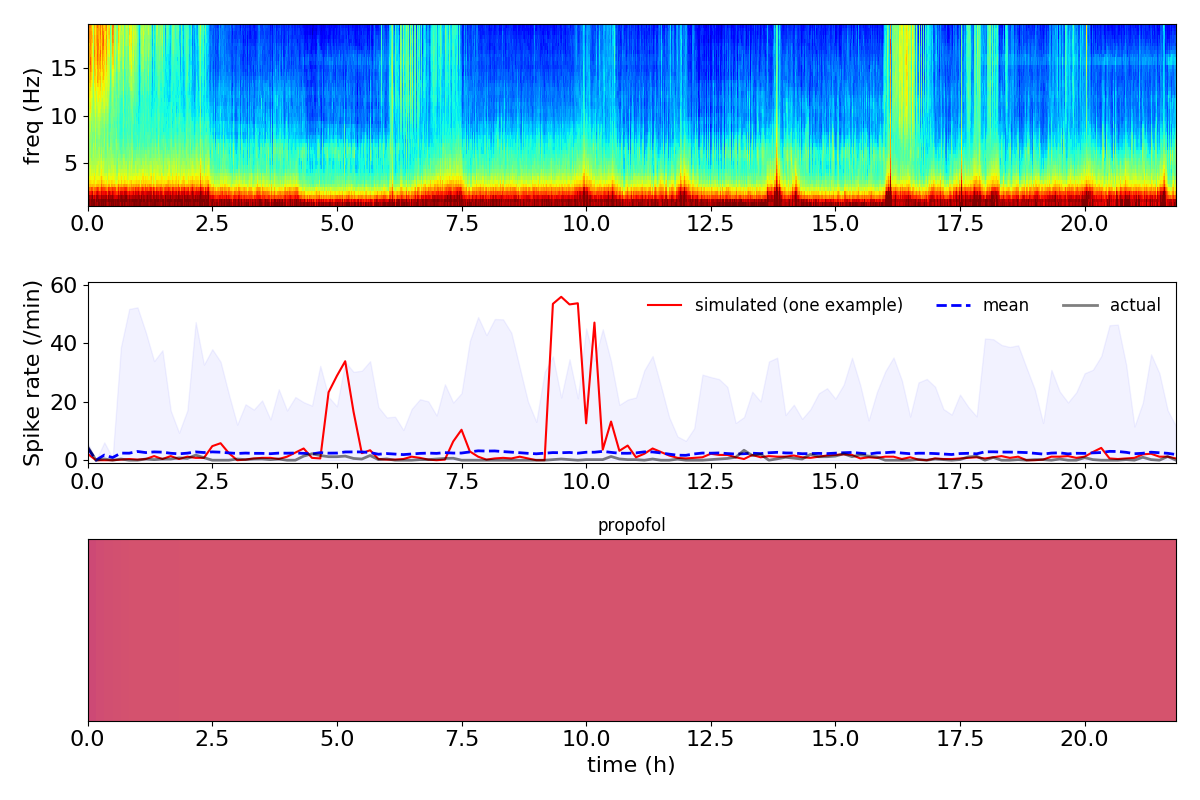 freq (Hz)
15
10
5
0.0 2.5 5.0 7.5 10.0 12.5 15.0 17.5 20.0
Spike rate (/min)
60
40
20
0
simulated (one example) mean actual
0.0 2.5 5.0 7.5 10.0 12.5 15.0 17.5 20.0
propofol
0.0 2.5 5.0 7.5 10.0 12.5 15.0 17.5 20.0
time (h)